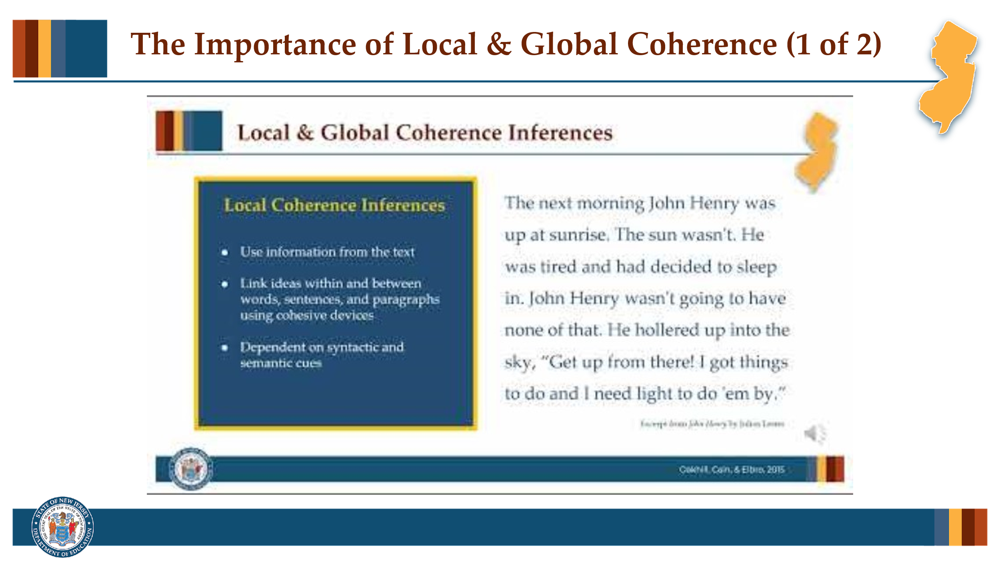 The Importance of Local & Global Coherence (1 of 2)
Local & Global Coherence Inferences
Local Coherence Inferences
• Use information from the text
• Link ideas within and between
words, sentences, and paragraphs
using cohesive devices
• Dependent on syntactic and
semantic cues
The next morning John Henry was
up at sunrise. The sun wasn't. He
was tired and had decided to sleep
in. John Henry wasn't going to have
none of that. He hollered up into the
sky, "Get up from there! I got things
to do and I need light to do 'em by."
Excerpt from John Henry by Julius Lester
Oakhill, Cain, & Elbro, 2015
STATE OF NEW JERSEY
THE GREAT SEAL OF THE STATE OF NEW JERSEY
DEPARTMENT OF EDUCATION